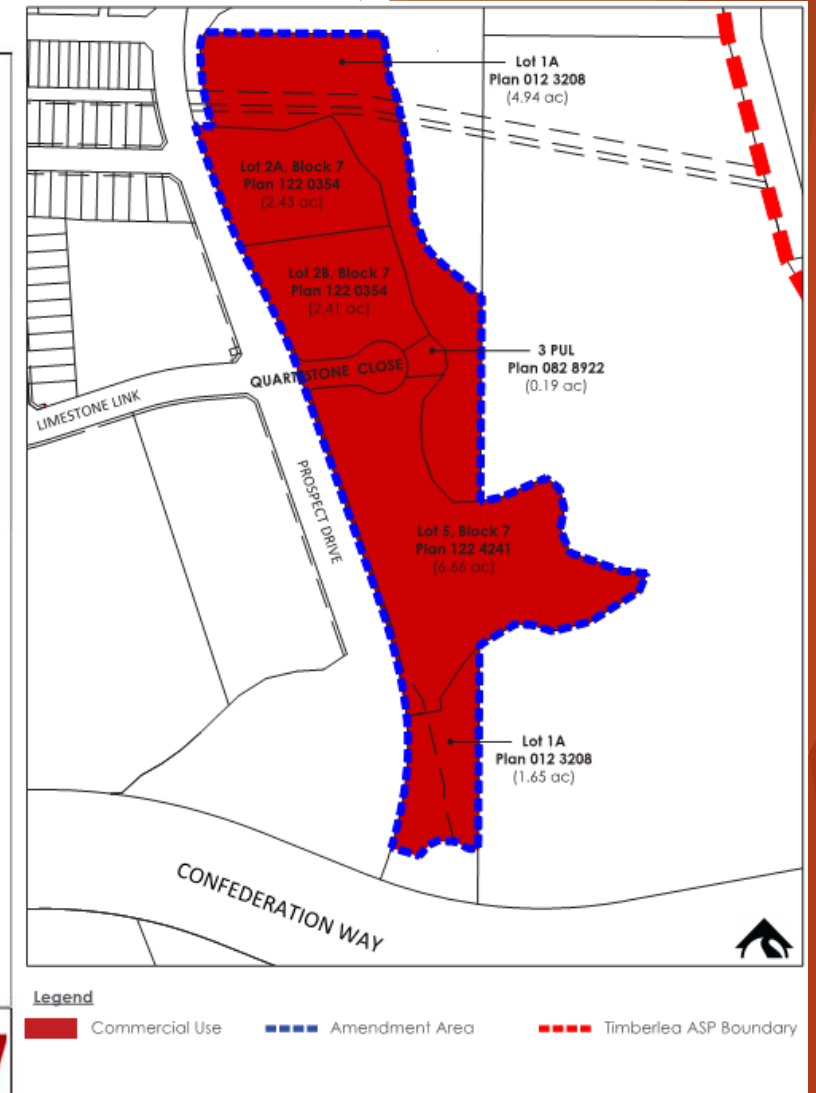 Lot 1A
Plan 012 3208
(4.94 ac)
Lot 2A, Block 7
Plan 122 0354
(2.43 ac)
Lot 2B, Block 7
Plan 122 0354
(2.41 ac)
3 PUL
Plan 082 8922
(0.19 ac)
QUARTZSTONE CLOSE
LIMESTONE LINK
PROSPECT DRIVE
Lot 5, Block 7
Plan 122 4241
(6.66 ac)
Lot 1A
Plan 012 3208
(1.65 ac)
CONFEDERATION WAY
Legend
Commercial Use
Amendment Area
Timberlea ASP Boundary